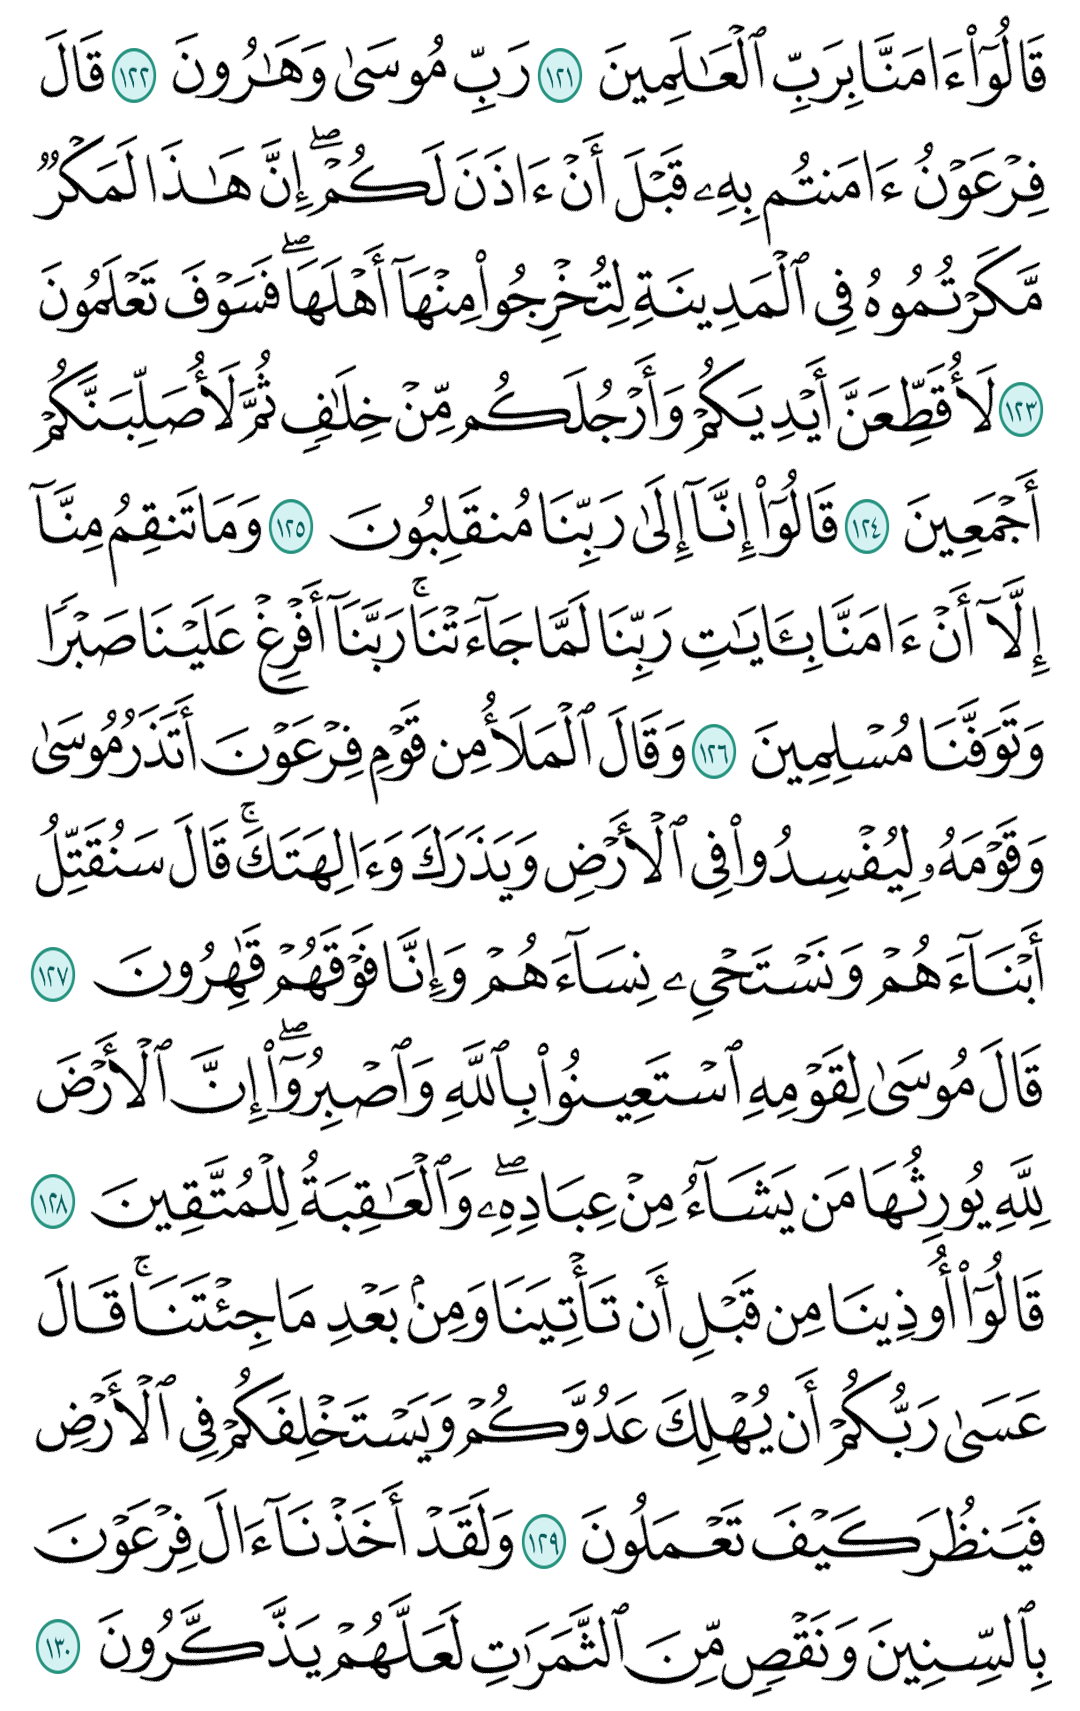 قَالُوٓاْ ءَامَنَّا بِرَبِّ ٱلۡعَٰلَمِينَ ١٢١ رَبِّ مُوسَىٰ وَهَٰرُونَ ١٢٢ قَالَ
فِرۡعَوۡنُ ءَامَنتُم بِهِۦ قَبۡلَ أَنۡ ءَاذَنَ لَكُمۡۖ إِنَّ هَٰذَا لَمَكۡرٞ
مَّكَرۡتُمُوهُ فِي ٱلۡمَدِينَةِ لِتُخۡرِجُواْ مِنۡهَآ أَهۡلَهَاۖ فَسَوۡفَ تَعۡلَمُونَ
١٢٣ لَأُقَطِّعَنَّ أَيۡدِيَكُمۡ وَأَرۡجُلَكُم مِّنۡ خِلَٰفٖ ثُمَّ لَأُصَلِّبَنَّكُمۡ
أَجۡمَعِينَ ١٢٤ قَالُوٓاْ إِنَّآ إِلَىٰ رَبِّنَا مُنقَلِبُونَ ١٢٥ وَمَا تَنقِمُ مِنَّآ
إِلَّآ أَنۡ ءَامَنَّا بِـَٔايَٰتِ رَبِّنَا لَمَّا جَآءَتۡنَاۚ رَبَّنَآ أَفۡرِغۡ عَلَيۡنَا صَبۡرٗا
وَتَوَفَّنَا مُسۡلِمِينَ ١٢٦ وَقَالَ ٱلۡمَلَأُ مِن قَوۡمِ فِرۡعَوۡنَ أَتَذَرُ مُوسَىٰ
وَقَوۡمَهُۥ لِيُفۡسِدُواْ فِي ٱلۡأَرۡضِ وَيَذَرَكَ وَءَالِهَتَكَۚ قَالَ سَنُقَتِّلُ
أَبۡنَآءَهُمۡ وَنَسۡتَحۡيِۦ نِسَآءَهُمۡ وَإِنَّا فَوۡقَهُمۡ قَٰهِرُونَ ١٢٧
قَالَ مُوسَىٰ لِقَوۡمِهِ ٱسۡتَعِينُواْ بِٱللَّهِ وَٱصۡبِرُوٓاْۖ إِنَّ ٱلۡأَرۡضَ
لِلَّهِ يُورِثُهَا مَن يَشَآءُ مِنۡ عِبَادِهِۦۖ وَٱلۡعَٰقِبَةُ لِلۡمُتَّقِينَ ١٢٨
قَالُوٓاْ أُوذِينَا مِن قَبۡلِ أَن تَأۡتِيَنَا وَمِنۢ بَعۡدِ مَا جِئۡتَنَاۚ قَالَ
عَسَىٰ رَبُّكُمۡ أَن يُهۡلِكَ عَدُوَّكُمۡ وَيَسۡتَخۡلِفَكُمۡ فِي ٱلۡأَرۡضِ
فَيَنظُرَ كَيۡفَ تَعۡمَلُونَ ١٢٩ وَلَقَدۡ أَخَذۡنَآ ءَالَ فِرۡعَوۡنَ
بِٱلسِّنِينَ وَنَقۡصٖ مِّنَ ٱلثَّمَرَٰتِ لَعَلَّهُمۡ يَذَّكَّرُونَ ١٣٠